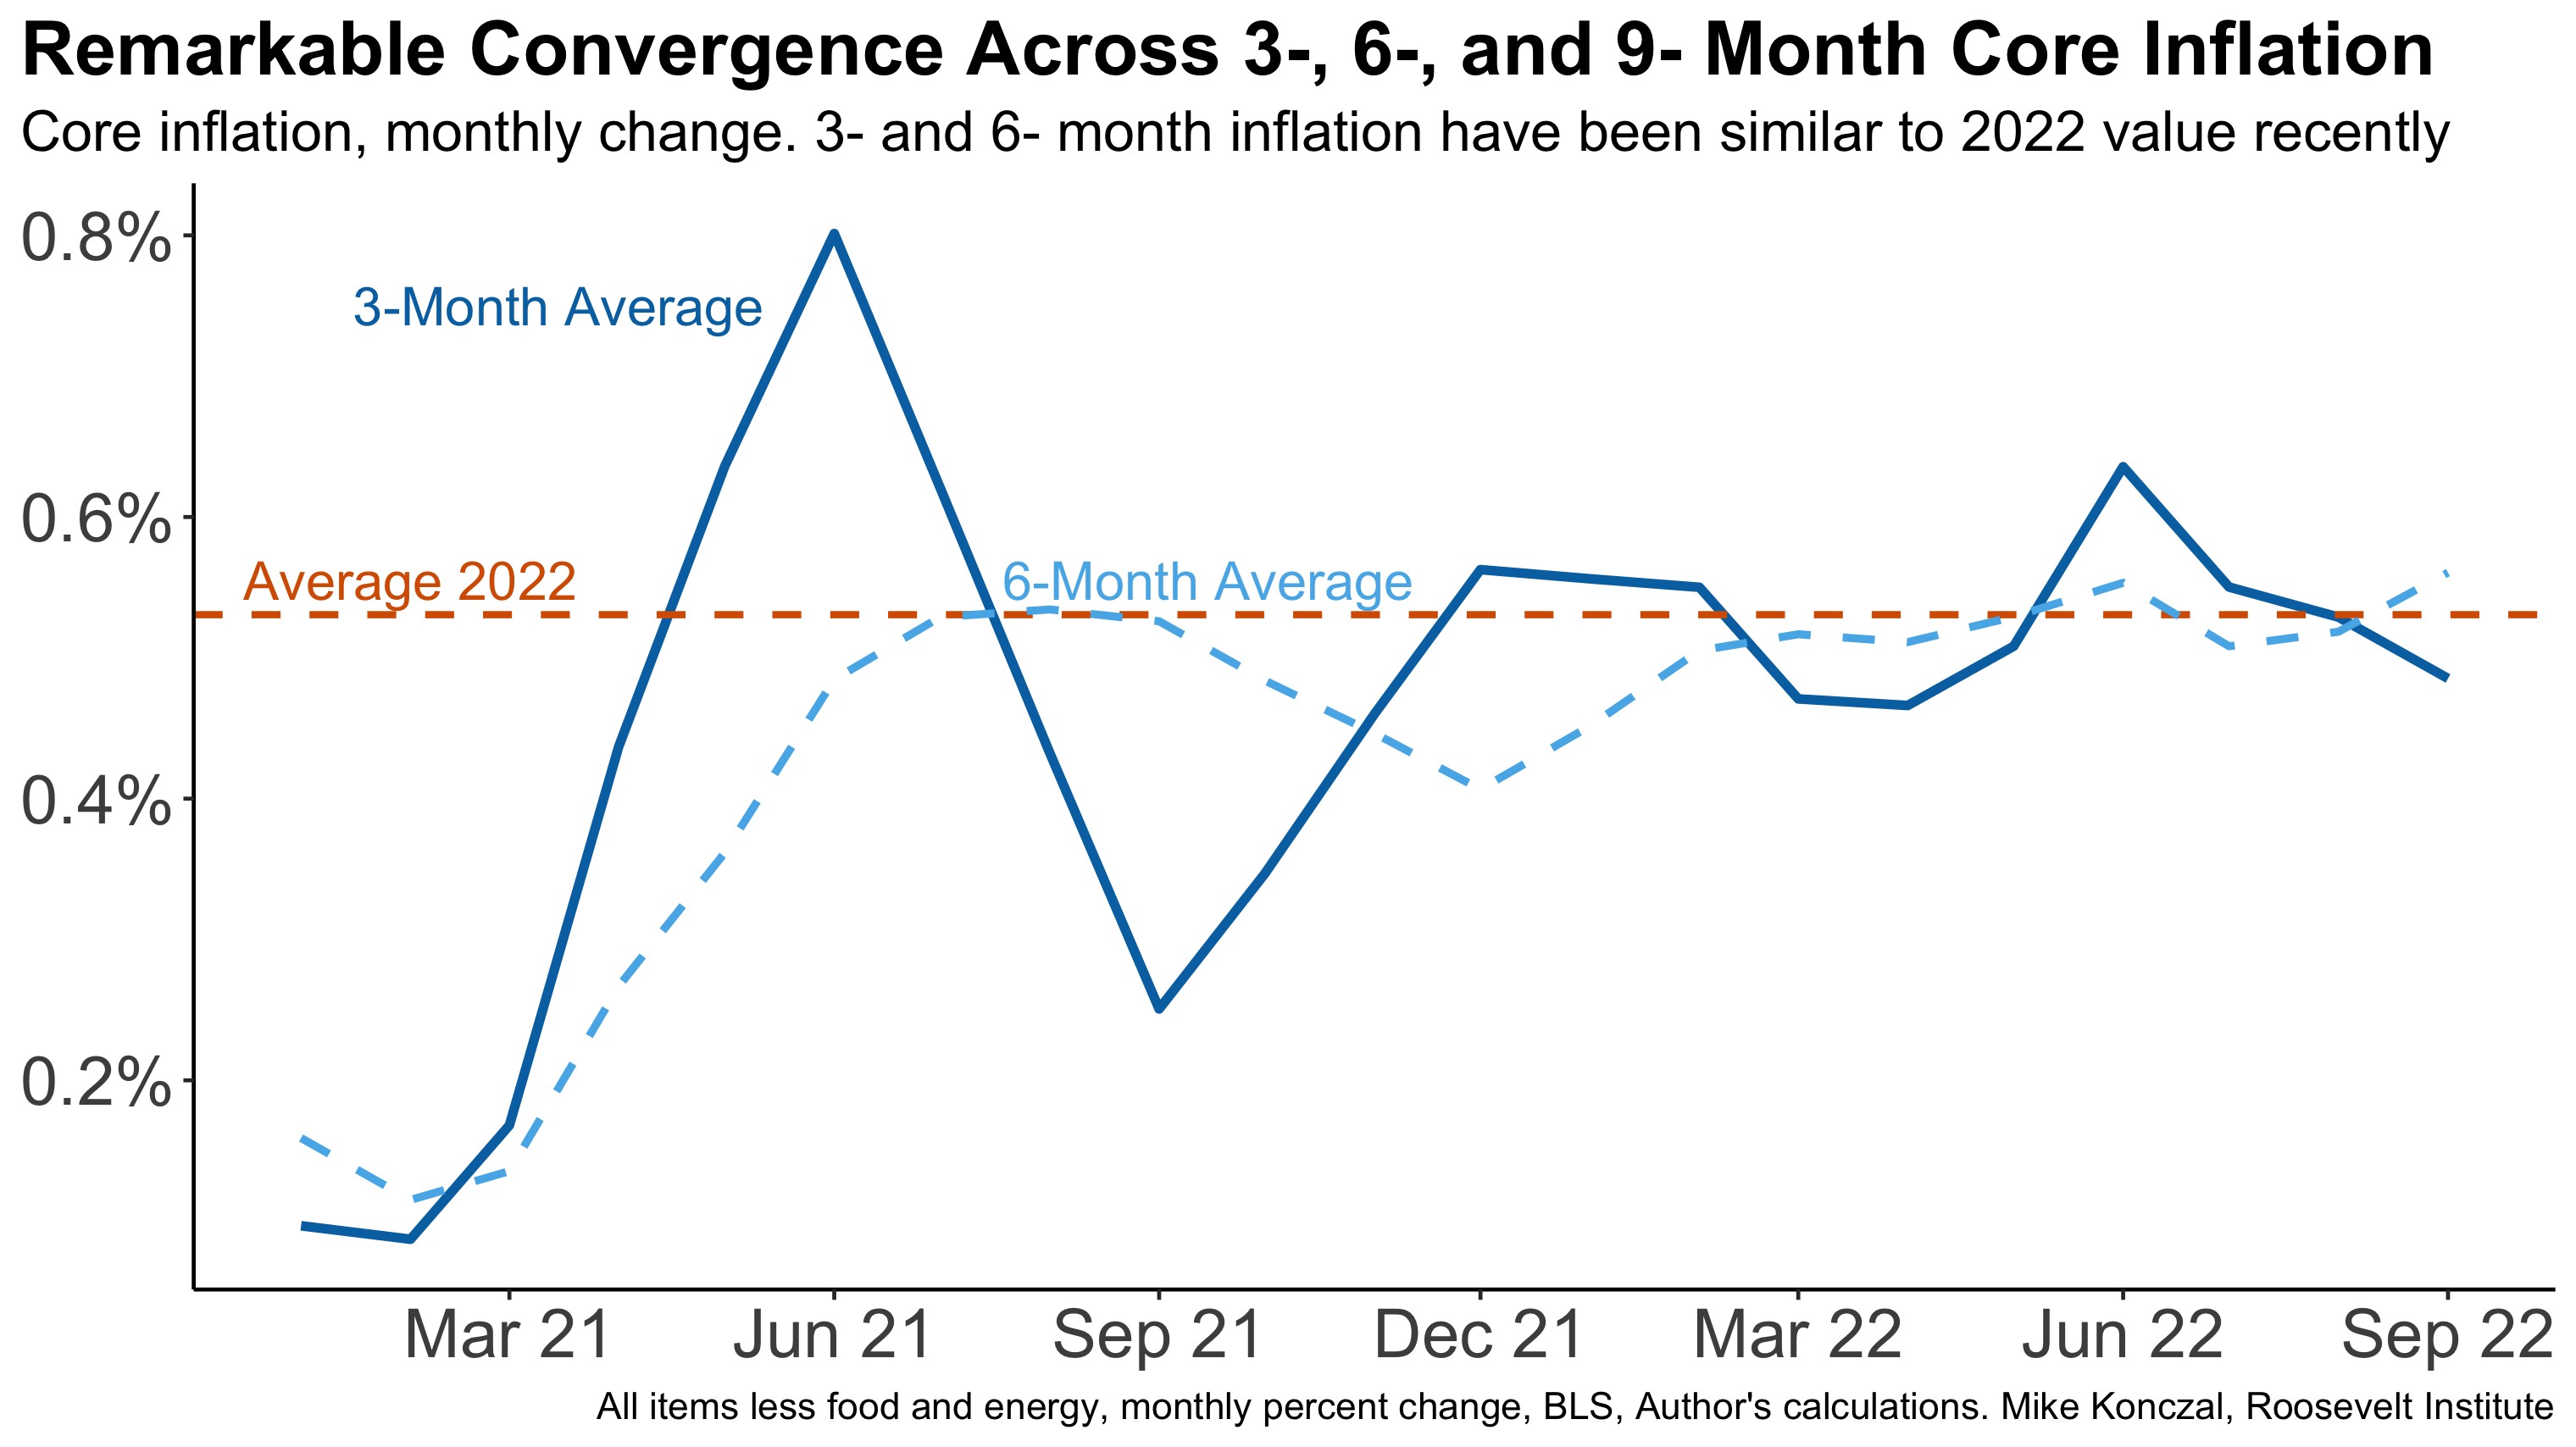 Remarkable Convergence Across 3-, 6-, and 9- Month Core Inflation
Core inflation, monthly change. 3- and 6- month inflation have been similar to 2022 value recently
0.8%
3-Month Average
0.6%
Average 2022
6-Month Average
0.4%
0.2%
Mar 21
Jun 21
Sep 21
Dec 21
Mar 22
Jun 22
Sep 22
All items less food and energy, monthly percent change, BLS, Author's calculations. Mike Konczal, Roosevelt Institute